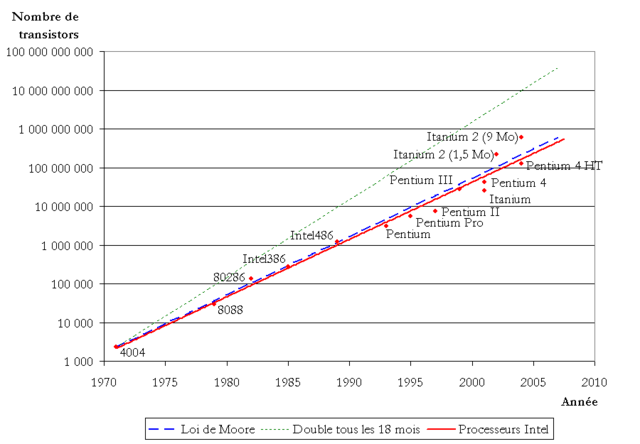 Nombre de
transistors
100 000 000 000
10 000 000 000
1 000 000 000
100 000 000
10 000 000
1 000 000
100 000
10 000
1 000
Itanium 2 (9 Mo)
Itanium 2 (1,5 Mo)
Pentium 4 HT
Pentium III
Pentium 4
Itanium
Pentium II
Pentium Pro
Pentium
Intel486
Intel386
80286
8088
4004
1970 1975 1980 1985 1990 1995 2000 2005 2010
Année
Loi de Moore Double tous les 18 mois Processeurs Intel